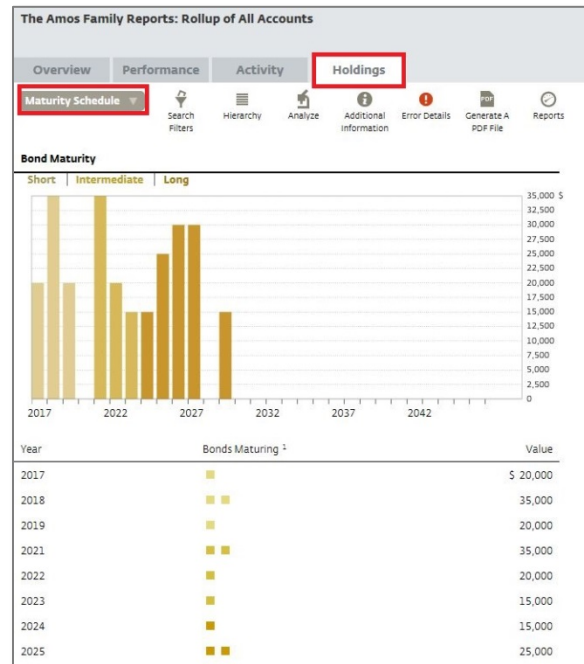 The Amos Family Reports: Rollup of All Accounts
Overview Performance Activity Holdings
Maturity Schedule ▼
Search Filters
Hierarchy
Analyze
Additional Information
Error Details
PDF
Generate A PDF File
Reports
Bond Maturity
Short | Intermediate | Long
35,000 $
32,500
30,000
27,500
25,000
22,500
20,000
17,500
15,000
12,500
10,000
7,500
5,000
2,500
0
2017 2022 2027 2032 2037 2042
Year Bonds Maturing 1 Value
2017 $ 20,000
2018 35,000
2019 20,000
2021 35,000
2022 20,000
2023 15,000
2024 15,000
2025 25,000